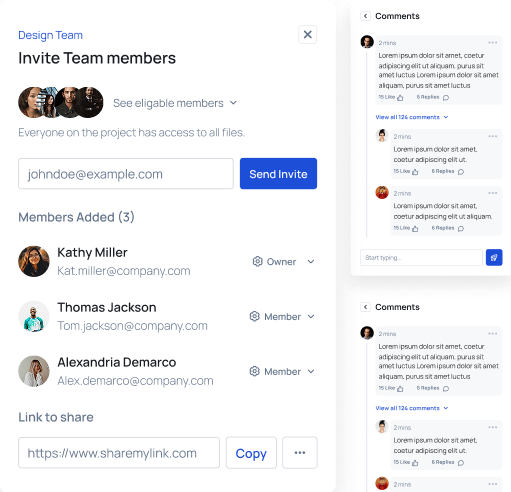 Design Team
Invite Team members
See eligable members
Everyone on the project has access to all files.
johndoe@example.com
Send Invite
Members Added (3)
Kathy Miller
Kat.miller@company.com
Owner
Thomas Jackson
Tom.jackson@company.com
Member
Alexandria Demarco
Alex.demarco@company.com
Member
Link to share
https://www.sharemylink.com
Copy
Comments
2 mins
Lorem ipsum dolor sit amet, coetur
adipiscing elit ut aliquam, purus sit
amet luctus Lorem ipsum dolor sit amet
aliquam, purus sit amet luctus
15 Like
5 Replies
View all 124 comments
2 mins
Lorem ipsum dolor sit amet,
coetur adipiscing elit ut.
15 Like
5 Replies
2 mins
Lorem ipsum dolor sit amet,
coetur adipiscing elit ut aliquam.
15 Like
5 Replies
Start typing...
Comments
2 mins
Lorem ipsum dolor sit amet, coetur
adipiscing elit ut aliquam, purus sit
amet luctus Lorem ipsum dolor sit amet
aliquam, purus sit amet luctus
15 Like
5 Replies
View all 124 comments
2 mins
Lorem ipsum dolor sit amet,
coetur adipiscing elit ut.
15 Like
5 Replies
2 mins